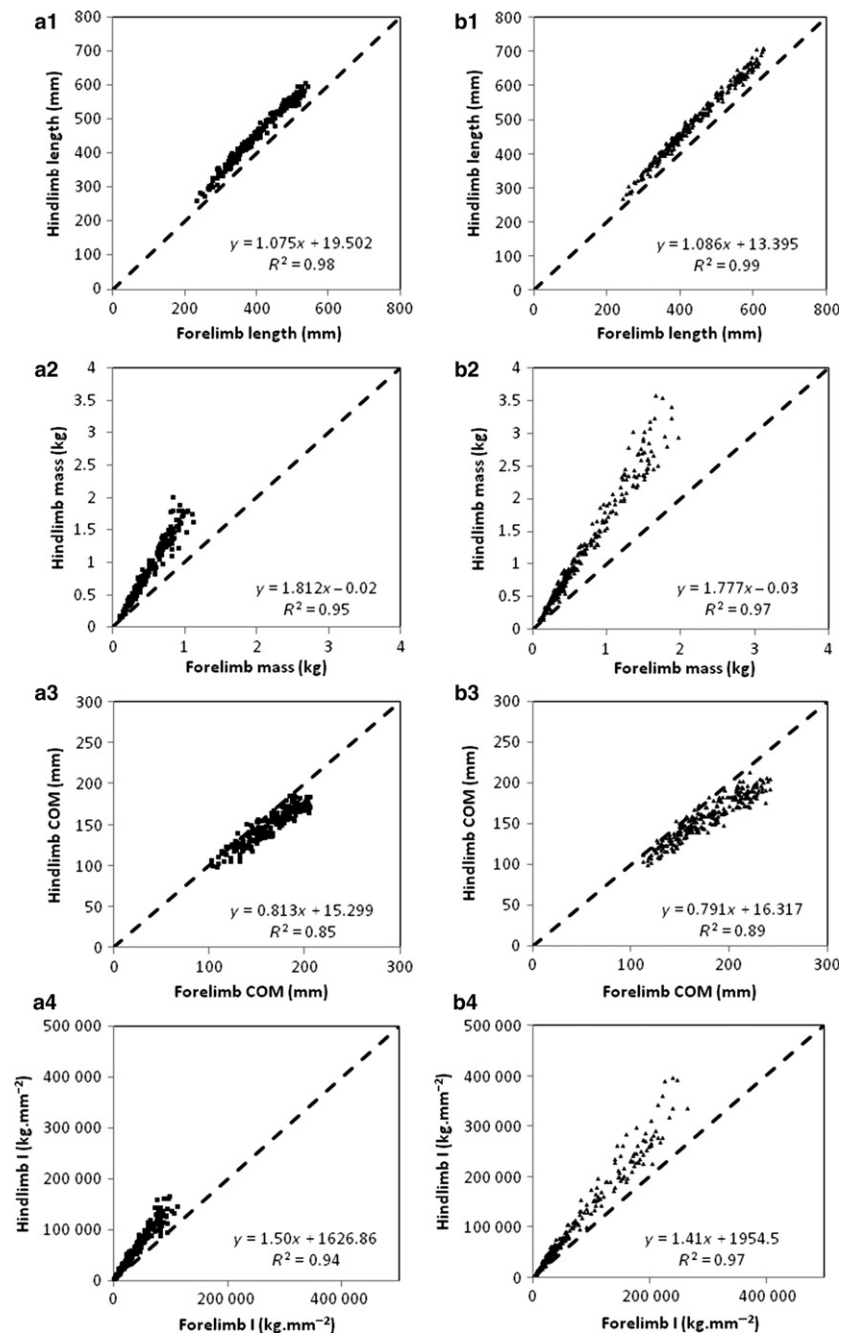 a1
800
700
600
500
400
300
200
100
0
Hindlimb length (mm)
y = 1.075x + 19.502
R² = 0.98
0 200 400 600 800
Forelimb length (mm)
b1
800
700
600
500
400
300
200
100
0
Hindlimb length (mm)
y = 1.086x + 13.395
R² = 0.99
0 200 400 600 800
Forelimb length (mm)
a2
4
3.5
3
2.5
2
1.5
1
0.5
0
Hindlimb mass (kg)
y = 1.812x – 0.02
R² = 0.95
0 1 2 3 4
Forelimb mass (kg)
b2
4
3.5
3
2.5
2
1.5
1
0.5
0
Hindlimb mass (kg)
y = 1.777x – 0.03
R² = 0.97
0 1 2 3 4
Forelimb mass (kg)
a3
300
250
200
150
100
50
0
Hindlimb COM (mm)
y = 0.813x + 15.299
R² = 0.85
0 100 200 300
Forelimb COM (mm)
b3
300
250
200
150
100
50
0
Hindlimb COM (mm)
y = 0.791x + 16.317
R² = 0.89
0 100 200 300
Forelimb COM (mm)
a4
500 000
400 000
300 000
200 000
100 000
0
Hindlimb I (kg.mm⁻²)
y = 1.50x + 1626.86
R² = 0.94
0 200 000 400 000
Forelimb I (kg.mm⁻²)
b4
500 000
400 000
300 000
200 000
100 000
0
Hindlimb I (kg.mm⁻²)
y = 1.41x + 1954.5
R² = 0.97
0 200 000 400 000
Forelimb I (kg.mm⁻²)